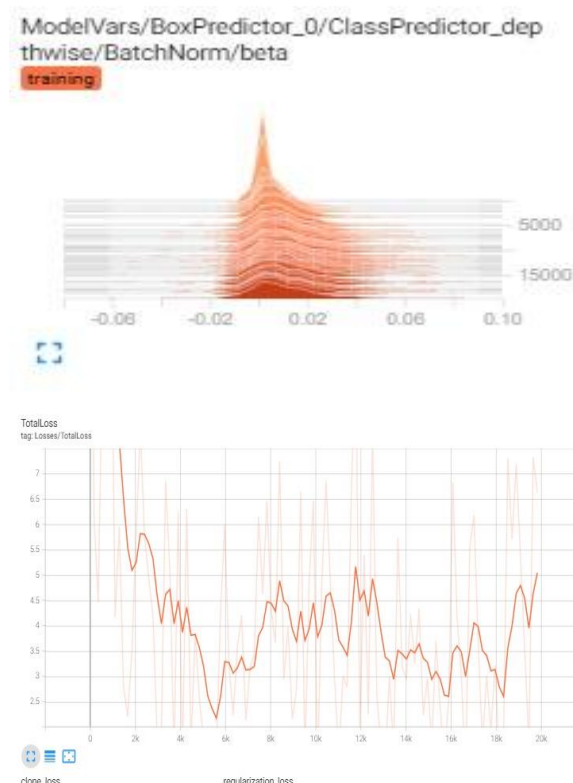 ModelVars/BoxPredictor_0/ClassPredictor_dep
thwise/BatchNorm/beta
training
5000
15000
-0.06 -0.02 0.02 0.06 0.10
TotalLoss
tag: Losses/TotalLoss
7
6.5
6
5.5
5
4.5
4
3.5
3
2.5
0 2k 4k 6k 8k 10k 12k 14k 16k 18k 20k
clone_loss regularization_loss